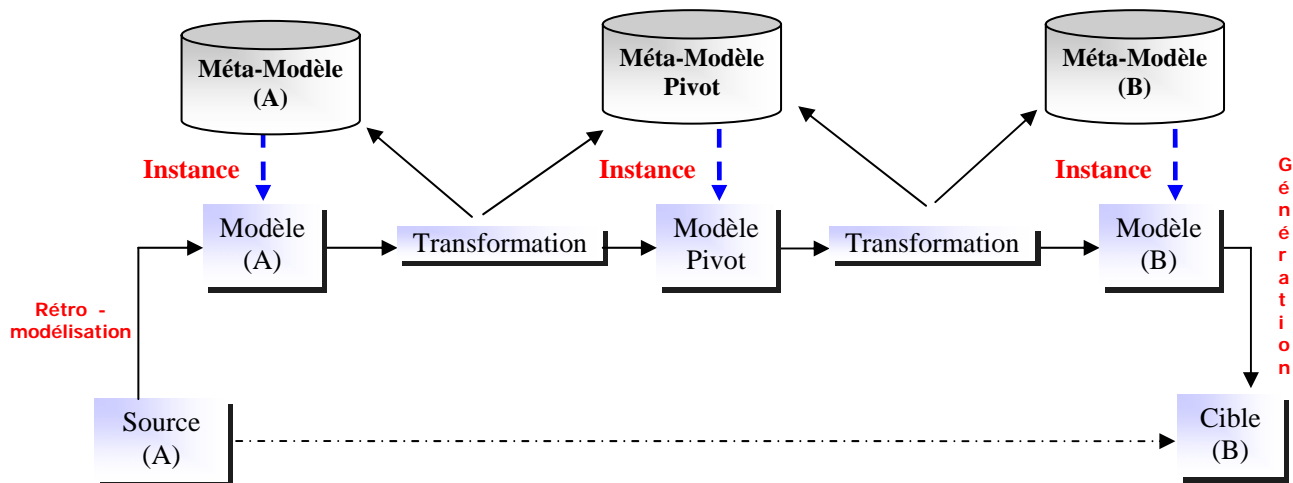 Méta-Modèle
(A)
Méta-Modèle
Pivot
Méta-Modèle
(B)
Instance
Instance
Instance
Modèle
(A)
Transformation
Modèle
Pivot
Transformation
Modèle
(B)
Génération
Rétro -
modélisation
Source
(A)
Cible
(B)